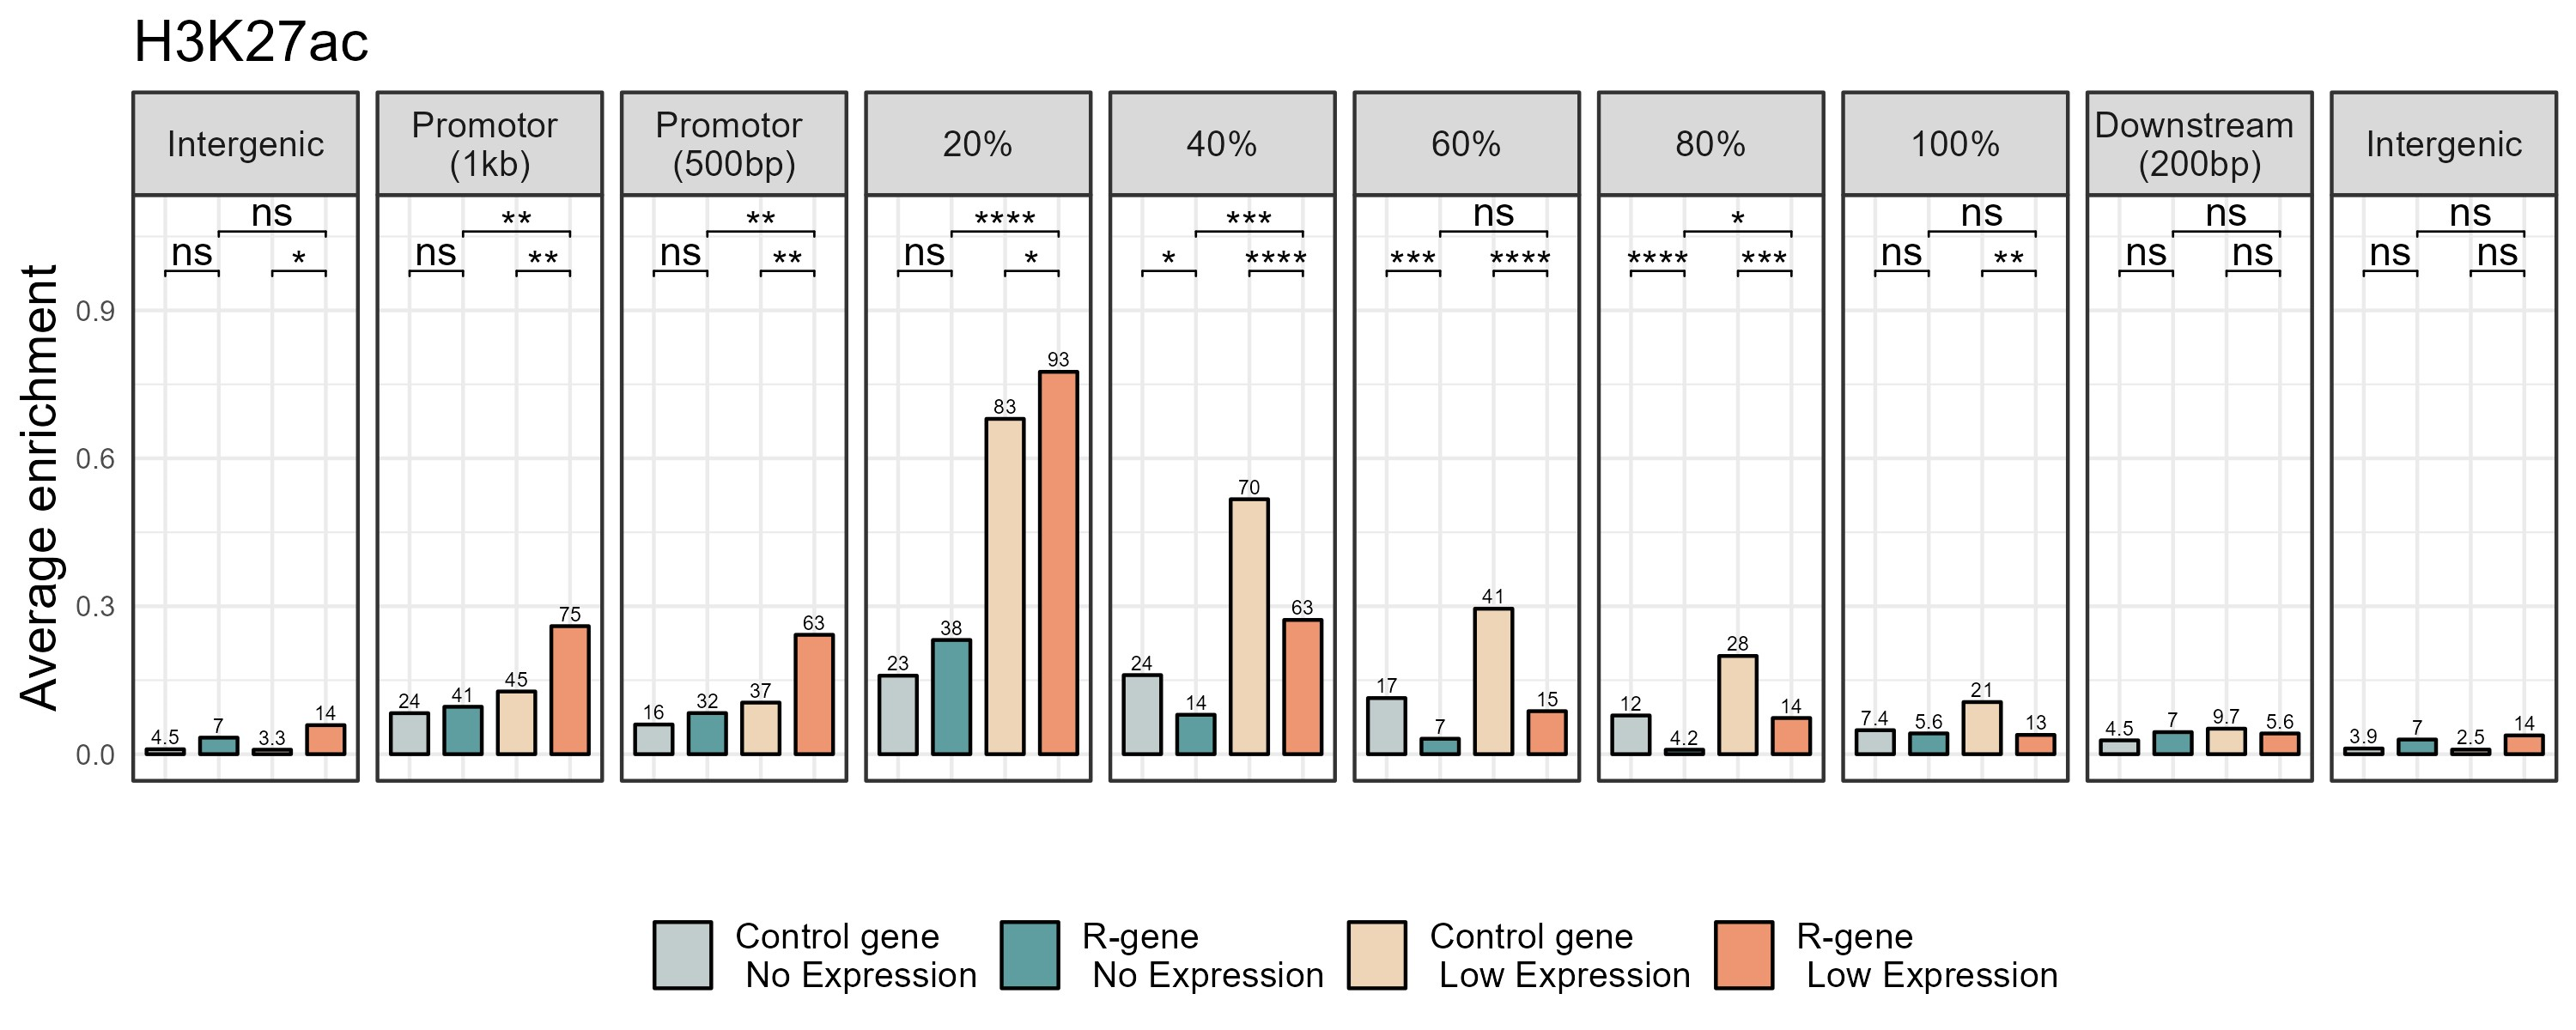 H3K27ac
Average enrichment
0.9
0.6
0.3
0.0
Intergenic
ns
ns
*
4.5
7
3.3
14
Promotor
(1kb)
**
ns
**
24
41
45
75
Promotor
(500bp)
**
ns
**
16
32
37
63
20%
****
ns
*
23
38
83
93
40%
***
*
****
24
14
70
63
60%
ns
***
****
17
7
41
15
80%
*
****
***
12
4.2
28
14
100%
ns
ns
**
7.4
5.6
21
13
Downstream
(200bp)
ns
ns
ns
4.5
7
9.7
5.6
Intergenic
ns
ns
ns
3.9
7
2.5
14
Control gene
No Expression
R-gene
No Expression
Control gene
Low Expression
R-gene
Low Expression